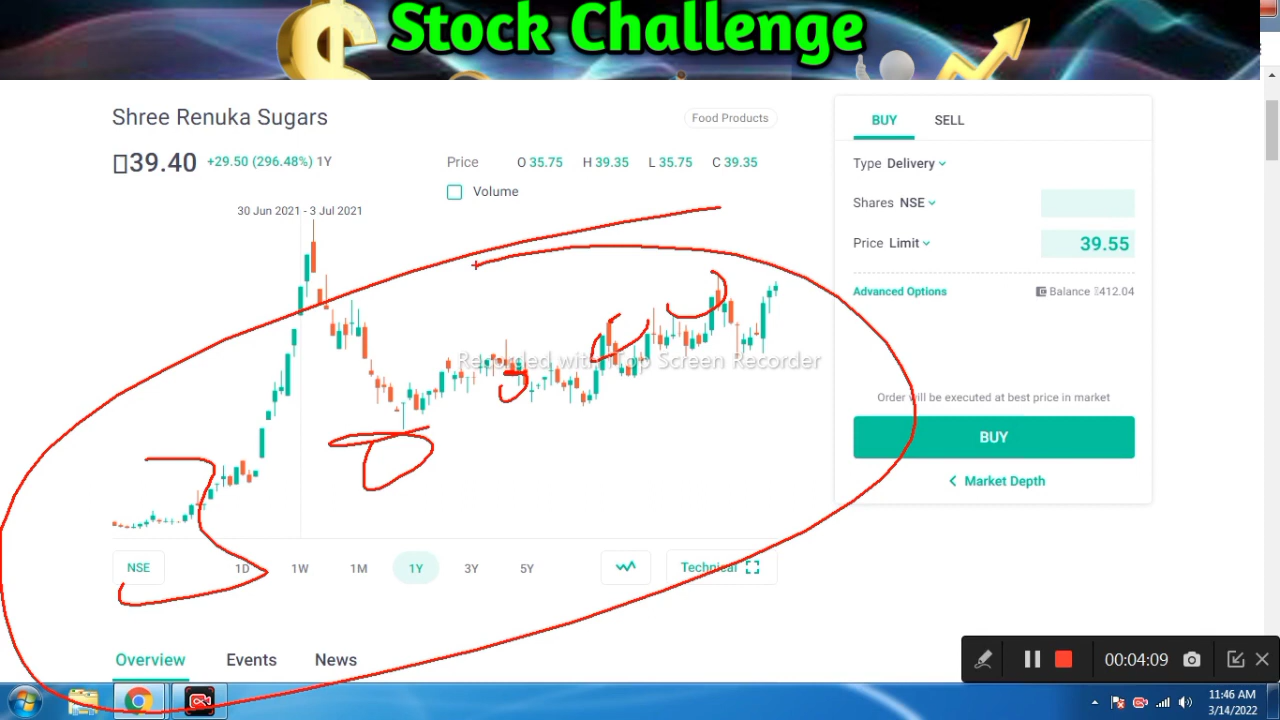 Stock Challenge
Shree Renuka Sugars
Food Products
39.40 +29.50 (296.48%) 1Y
Price O 35.75 H 39.35 L 35.75 C 39.35
Volume
30 Jun 2021 - 3 Jul 2021
Recorded with iTop Screen Recorder
NSE 1D 1W 1M 1Y 3Y 5Y Technical
Overview Events News
BUY SELL
Type Delivery
Shares NSE
Price Limit 39.55
Advanced Options Balance 412.04
Order will be executed at best price in market
BUY
Market Depth
00:04:09
11:46 AM
3/14/2022